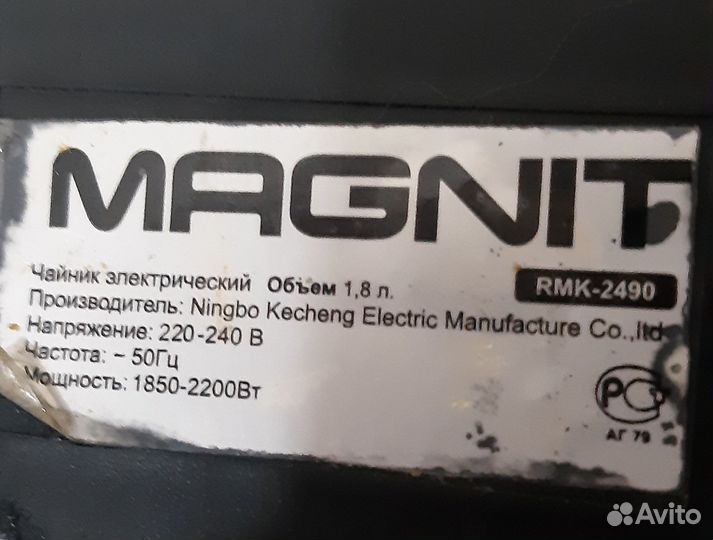 MAGNIT
Чайник электрический Объем 1,8 л.
RMK-2490
Производитель: Ningbo Kecheng Electric Manufacture Co.,ltd
Напряжение: 220-240 В
Частота: ~ 50Гц
Мощность: 1850-2200Вт
РСТ
АГ 79
Avito